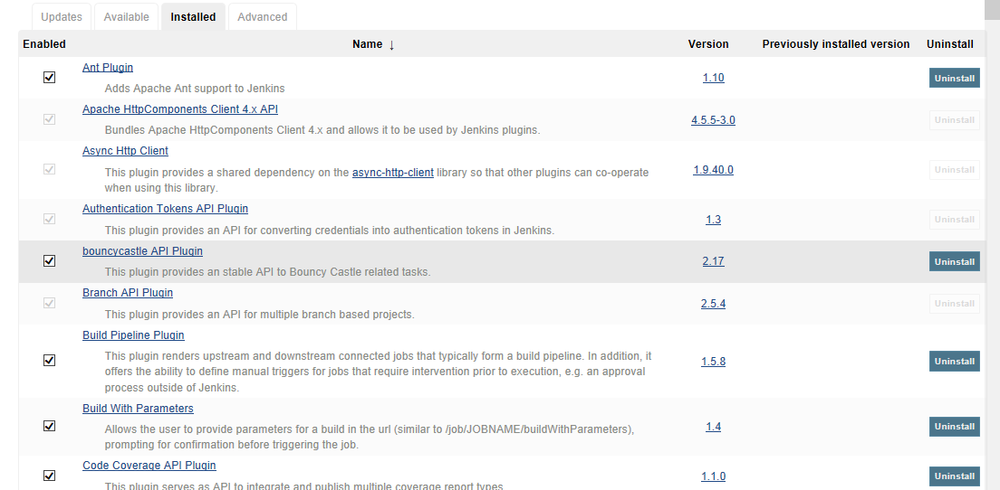 Updates Available Installed Advanced
Enabled Name ↓ Version Previously installed version Uninstall
Ant Plugin
Adds Apache Ant support to Jenkins
1.10 Uninstall
Apache HttpComponents Client 4.x API
Bundles Apache HttpComponents Client 4.x and allows it to be used by Jenkins plugins.
4.5.5-3.0 Uninstall
Async Http Client
This plugin provides a shared dependency on the async-http-client library so that other plugins can co-operate
when using this library.
1.9.40.0 Uninstall
Authentication Tokens API Plugin
This plugin provides an API for converting credentials into authentication tokens in Jenkins.
1.3 Uninstall
bouncycastle API Plugin
This plugin provides an stable API to Bouncy Castle related tasks.
2.17 Uninstall
Branch API Plugin
This plugin provides an API for multiple branch based projects.
2.5.4 Uninstall
Build Pipeline Plugin
This plugin renders upstream and downstream connected jobs that typically form a build pipeline. In addition, it
offers the ability to define manual triggers for jobs that require intervention prior to execution, e.g. an approval
process outside of Jenkins.
1.5.8 Uninstall
Build With Parameters
Allows the user to provide parameters for a build in the url (similar to /job/JOBNAME/buildWithParameters),
prompting for confirmation before triggering the job.
1.4 Uninstall
Code Coverage API Plugin
This plugin serves as API to integrate and publish multiple coverage report types
1.1.0 Uninstall